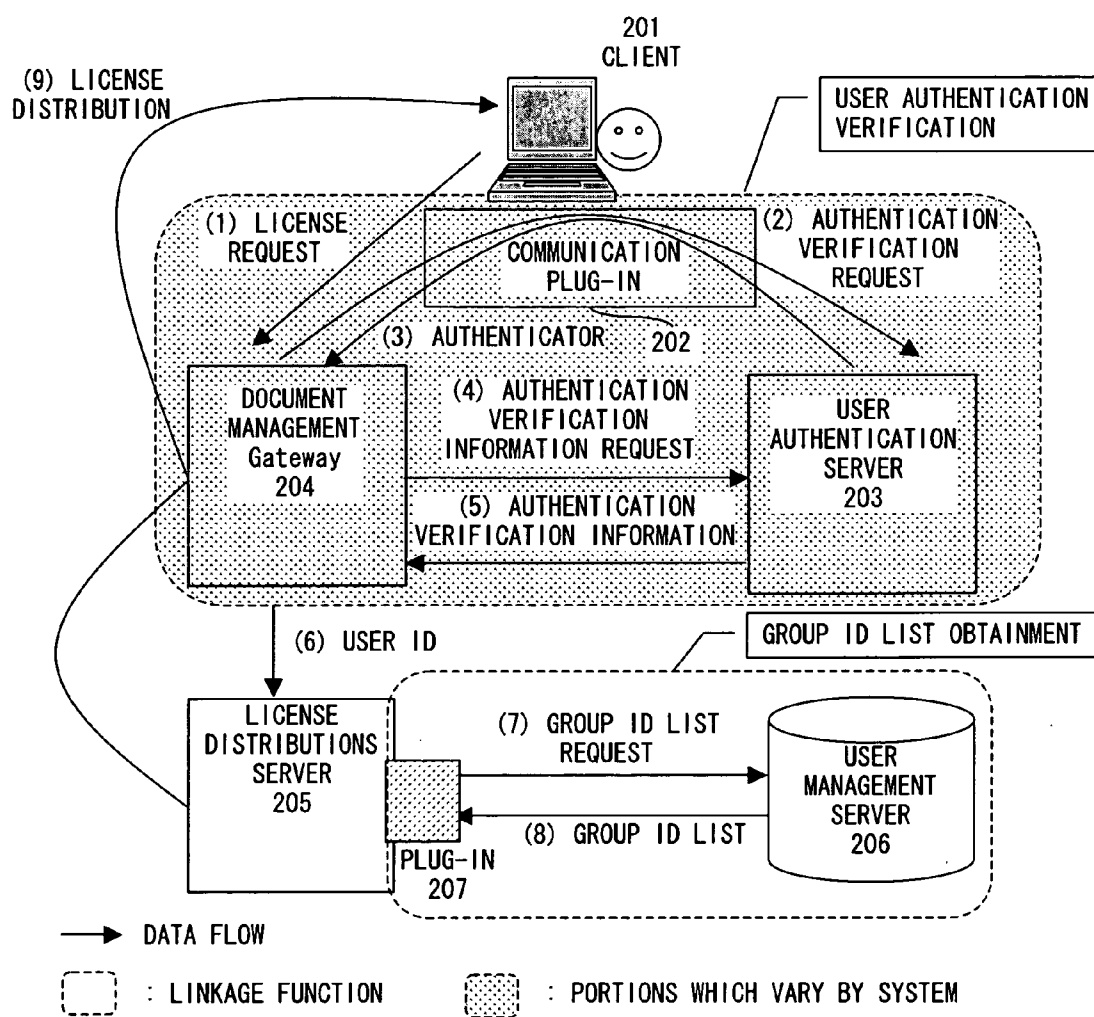 201
CLIENT
(9) LICENSE
DISTRIBUTION
USER AUTHENTICATION
VERIFICATION
(1) LICENSE
REQUEST
COMMUNICATION
PLUG-IN
(2) AUTHENTICATION
VERIFICATION
REQUEST
(3) AUTHENTICATOR
202
DOCUMENT
MANAGEMENT
Gateway
204
(4) AUTHENTICATION
VERIFICATION
INFORMATION REQUEST
(5) AUTHENTICATION
VERIFICATION INFORMATION
USER
AUTHENTICATION
SERVER
203
(6) USER ID
GROUP ID LIST OBTAINMENT
LICENSE
DISTRIBUTIONS
SERVER
205
(7) GROUP ID LIST
REQUEST
(8) GROUP ID LIST
PLUG-IN
207
USER
MANAGEMENT
SERVER
206
DATA FLOW
: LINKAGE FUNCTION
: PORTIONS WHICH VARY BY SYSTEM